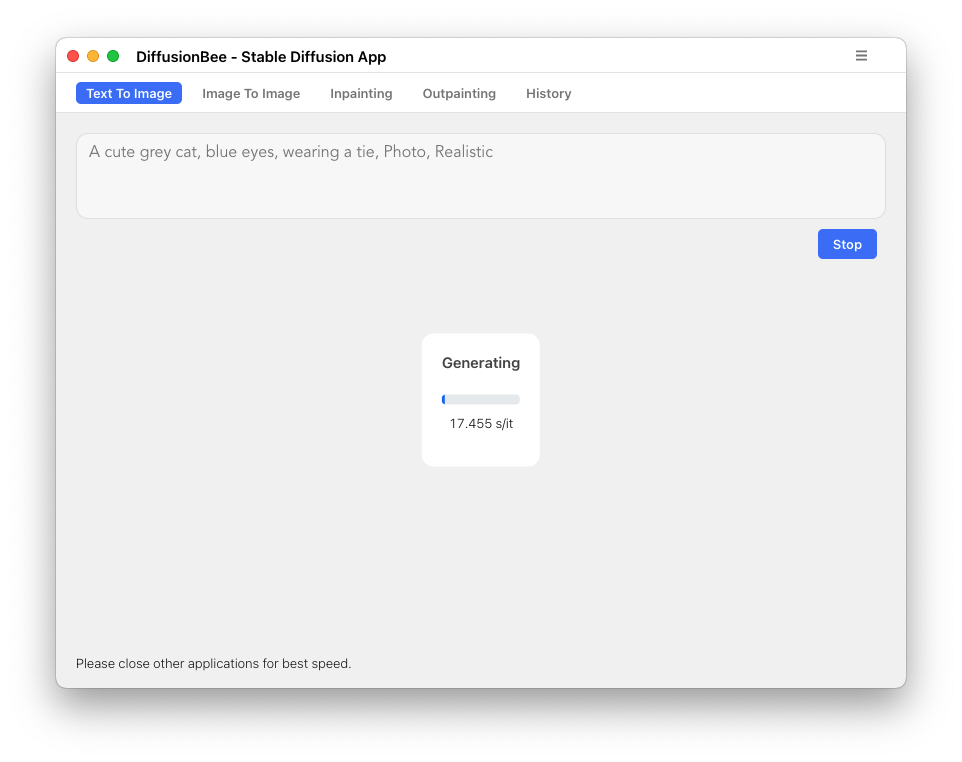 DiffusionBee - Stable Diffusion App
Text To Image Image To Image Inpainting Outpainting History
A cute grey cat, blue eyes, wearing a tie, Photo, Realistic
Stop
Generating
17.455 s/it
Please close other applications for best speed.